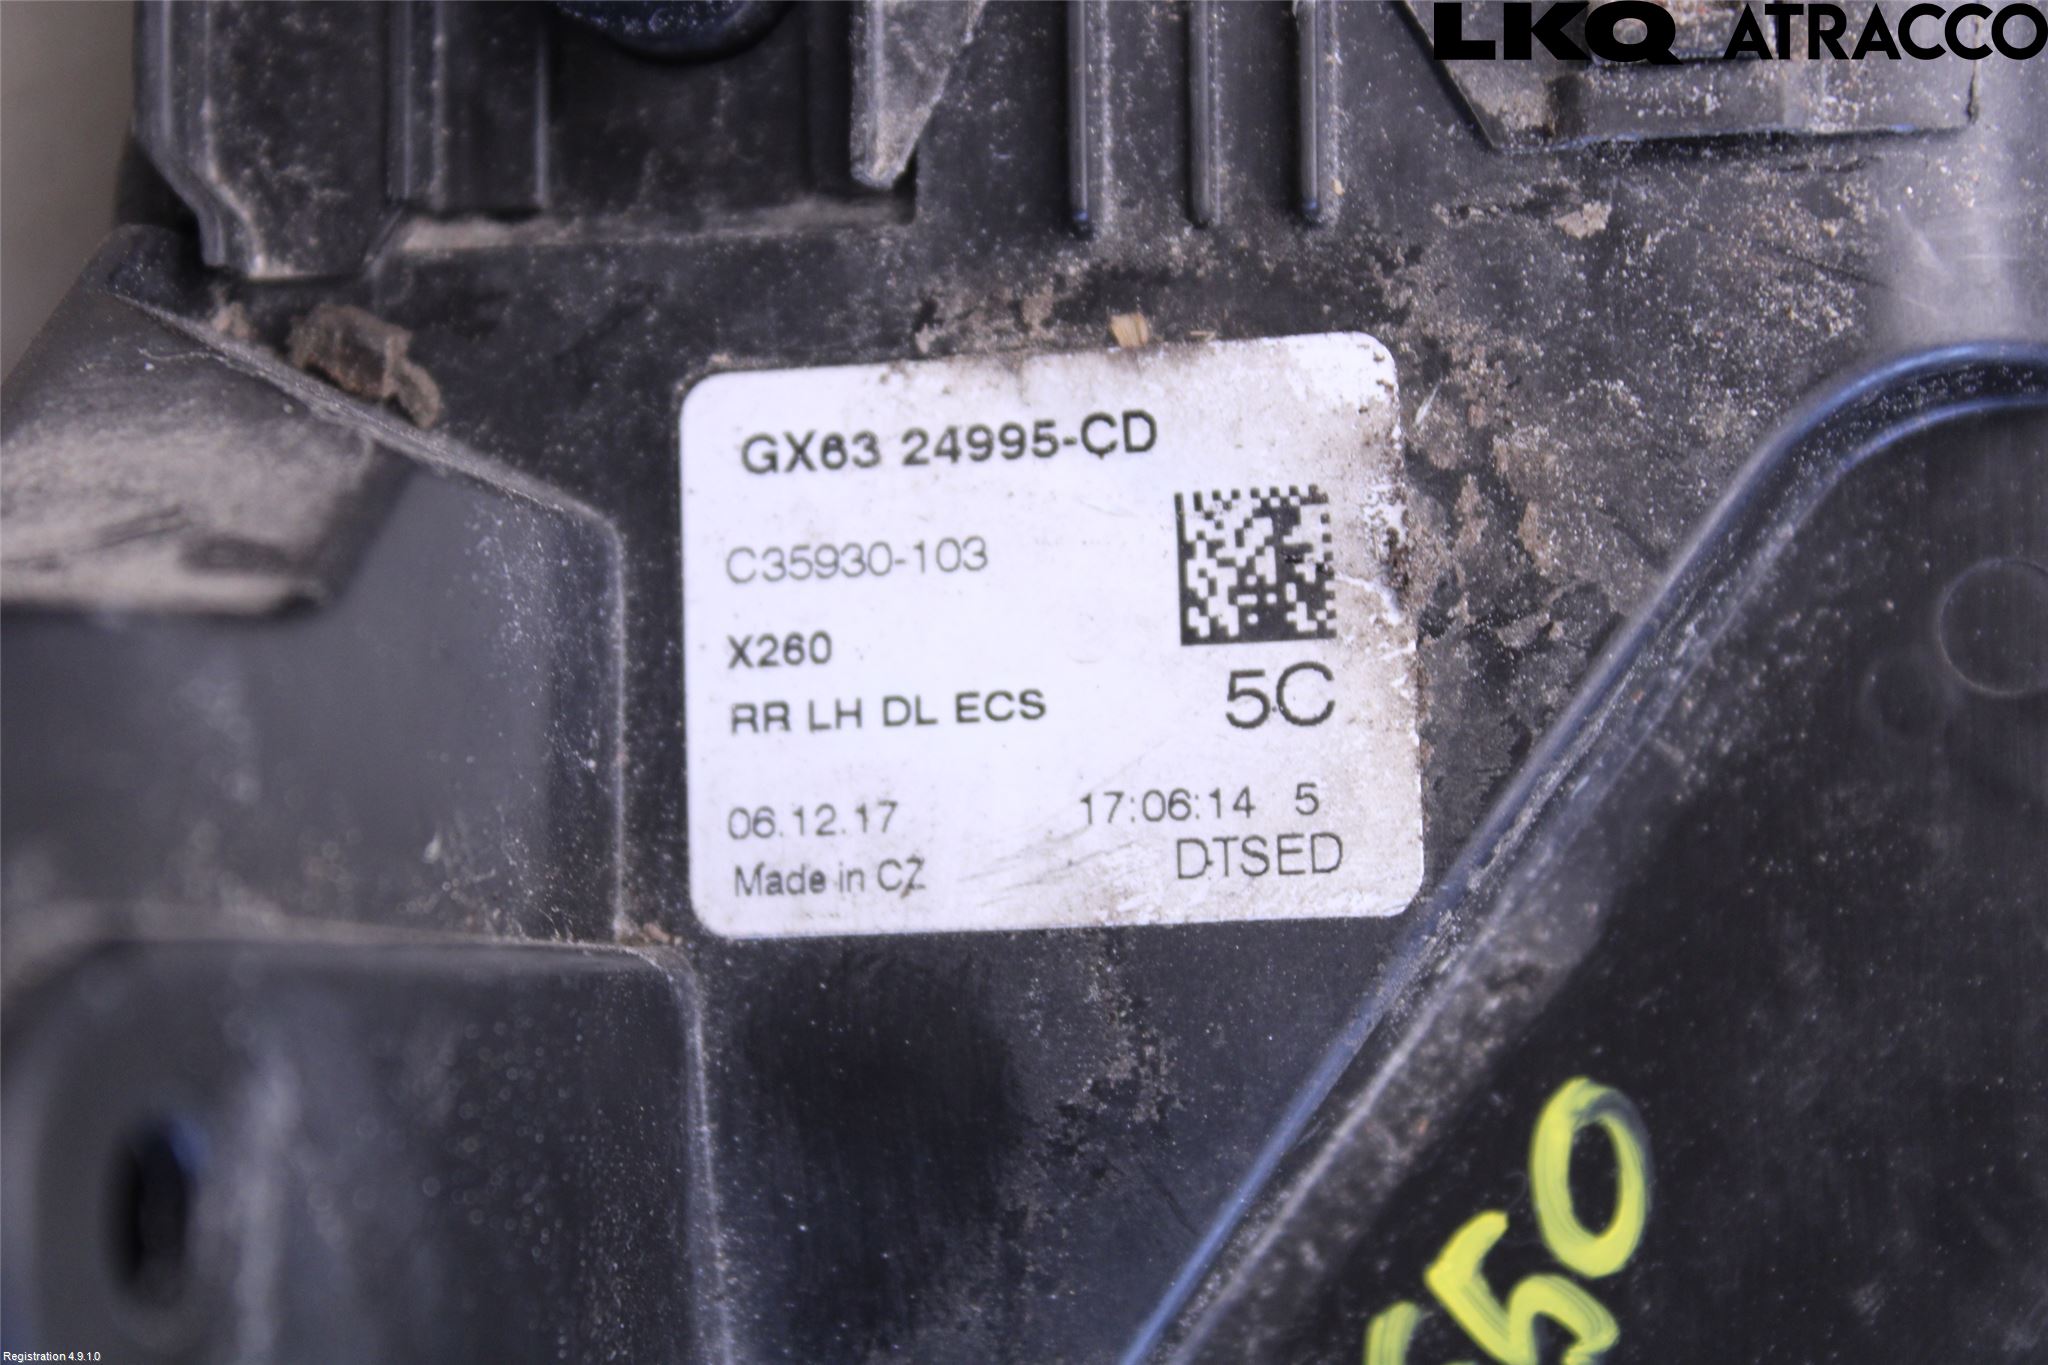 LKQ ATRACCO
GX63 24995-CD
C35930-103
X260
RR LH DL ECS
5C
06.12.17 17:06:14 5
Made in CZ DTSED
50
Registration 4.9.1.0